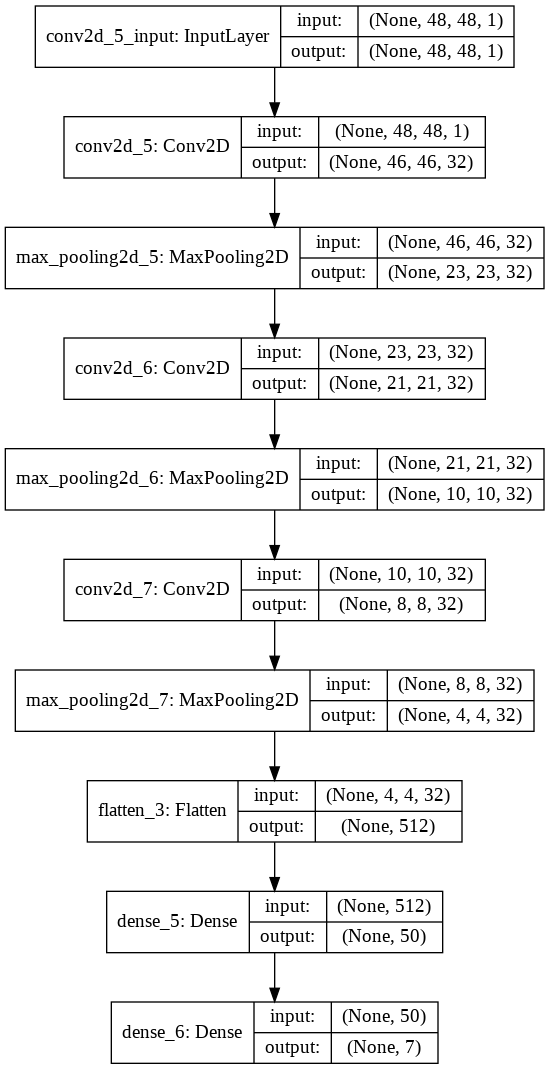 conv2d_5_input: InputLayer
input: (None, 48, 48, 1)
output: (None, 48, 48, 1)
conv2d_5: Conv2D
input: (None, 48, 48, 1)
output: (None, 46, 46, 32)
max_pooling2d_5: MaxPooling2D
input: (None, 46, 46, 32)
output: (None, 23, 23, 32)
conv2d_6: Conv2D
input: (None, 23, 23, 32)
output: (None, 21, 21, 32)
max_pooling2d_6: MaxPooling2D
input: (None, 21, 21, 32)
output: (None, 10, 10, 32)
conv2d_7: Conv2D
input: (None, 10, 10, 32)
output: (None, 8, 8, 32)
max_pooling2d_7: MaxPooling2D
input: (None, 8, 8, 32)
output: (None, 4, 4, 32)
flatten_3: Flatten
input: (None, 4, 4, 32)
output: (None, 512)
dense_5: Dense
input: (None, 512)
output: (None, 50)
dense_6: Dense
input: (None, 50)
output: (None, 7)